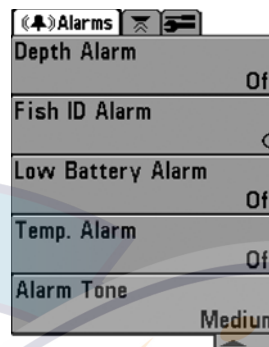 Alarms
Depth Alarm
Of
Fish ID Alarm
Low Battery Alarm
Of
Temp. Alarm
Of
Alarm Tone
Medium